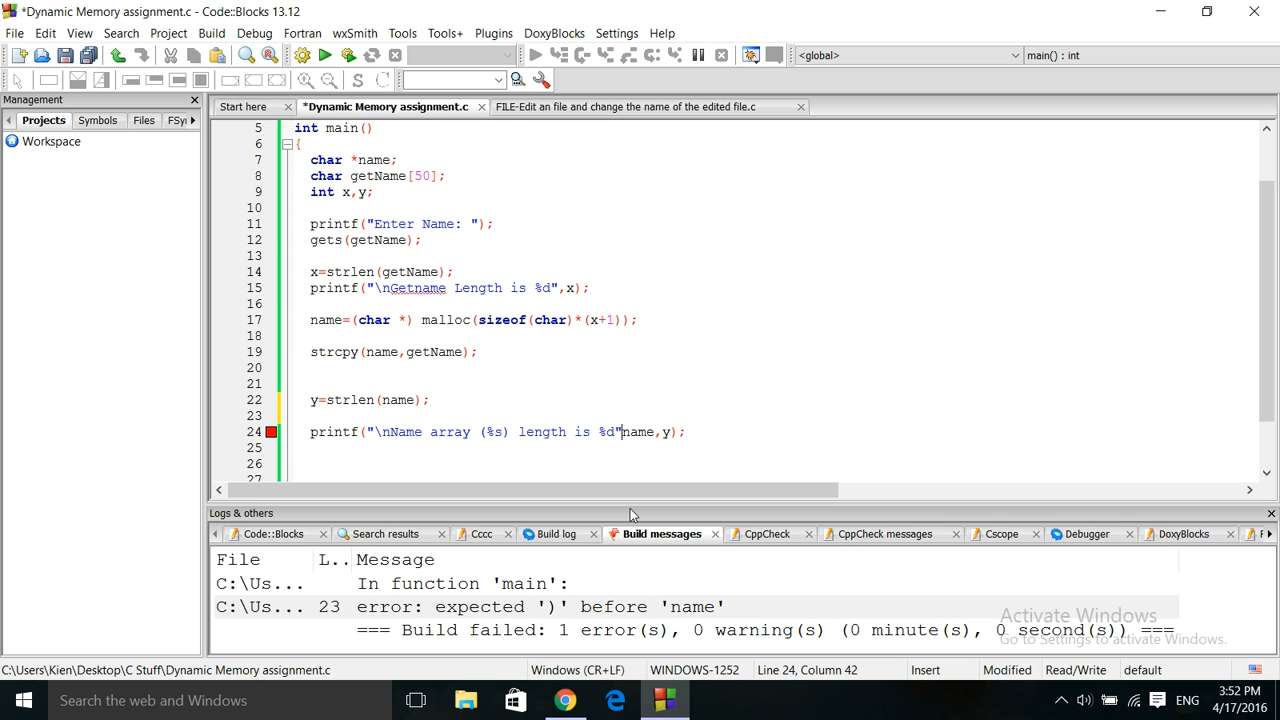 *Dynamic Memory assignment.c - Code::Blocks 13.12
File Edit View Search Project Build Debug Fortran wxSmith Tools Tools+ Plugins DoxyBlocks Settings Help
<global> main() : int
Management
Start here *Dynamic Memory assignment.c FILE-Edit an file and change the name of the edited file.c
Projects Symbols Files FSy
Workspace
5 int main()
6 {
7 char *name;
8 char getName[50];
9 int x,y;
10
11 printf("Enter Name: ");
12 gets(getName);
13
14 x=strlen(getName);
15 printf("\nGetname Length is %d",x);
16
17 name=(char *) malloc(sizeof(char)*(x+1));
18
19 strcpy(name,getName);
20
21
22 y=strlen(name);
23
24 printf("\nName array (%s) length is %d"name,y);
25
26
27
Logs & others
Code::Blocks Search results Cccc Build log Build messages CppCheck CppCheck messages Cscope Debugger DoxyBlocks F
File L.. Message
C:\Us... In function 'main':
C:\Us... 23 error: expected ')' before 'name'
=== Build failed: 1 error(s), 0 warning(s) (0 minute(s), 0 second(s)) ===
Activate Windows
Go to Settings to activate Windows.
C:\Users\Kien\Desktop\C Stuff\Dynamic Memory assignment.c Windows (CR+LF) WINDOWS-1252 Line 24, Column 42 Insert Modified Read/Write default
Search the web and Windows
ENG
3:52 PM
4/17/2016